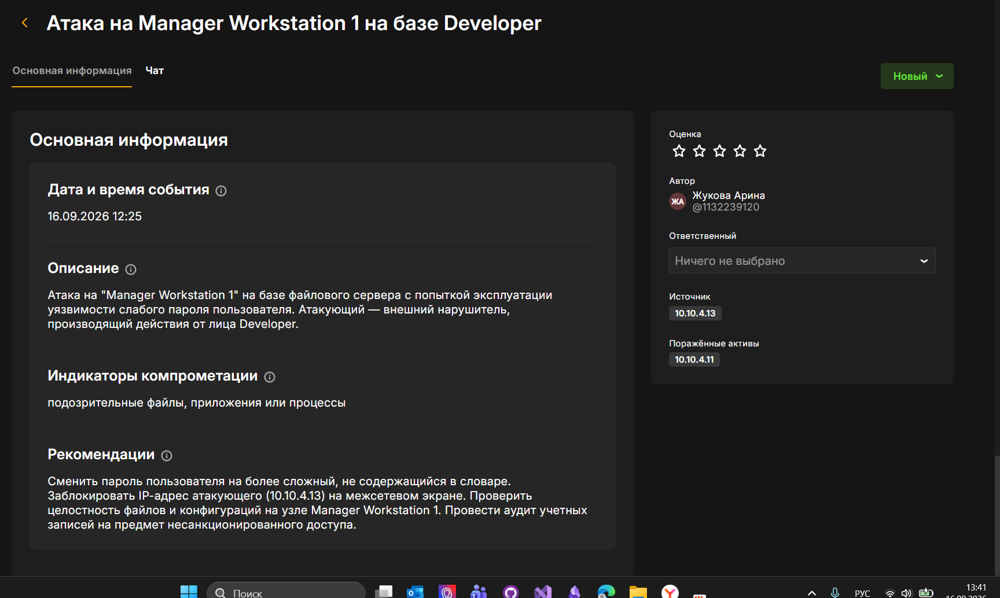 Атака на Manager Workstation 1 на базе Developer
Основная информация
Чат
Новый
Основная информация
Дата и время события
16.09.2026 12:25
Описание
Атака на "Manager Workstation 1" на базе файлового сервера с попыткой эксплуатации
уязвимости слабого пароля пользователя. Атакующий — внешний нарушитель,
производящий действия от лица Developer.
Индикаторы компрометации
подозрительные файлы, приложения или процессы
Рекомендации
Сменить пароль пользователя на более сложный, не содержащийся в словаре.
Заблокировать IP-адрес атакующего (10.10.4.13) на межсетевом экране. Проверить
целостность файлов и конфигураций на узле Manager Workstation 1. Провести аудит учетных
записей на предмет несанкционированного доступа.
Оценка
Автор
ЖА
Жукова Арина
@1132239120
Ответственный
Ничего не выбрано
Источник
10.10.4.13
Поражённые активы
10.10.4.11
Поиск
РУС
13:41